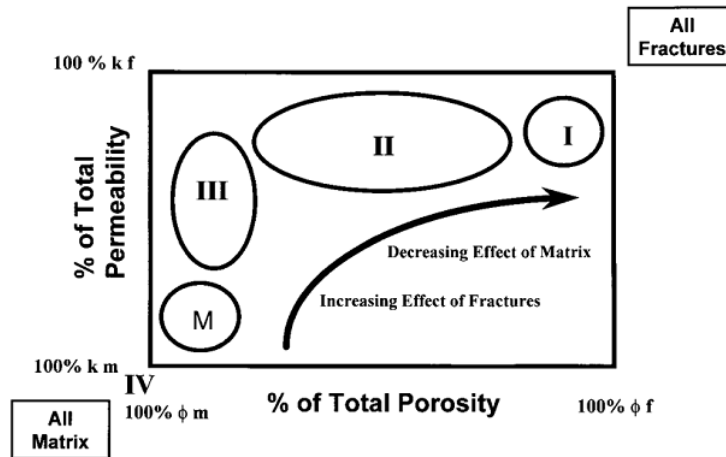 All
Fractures
100 % k f
I
II
III
% of Total
Permeability
Decreasing Effect of Matrix
Increasing Effect of Fractures
M
100% k m
IV
100% ϕ m
% of Total Porosity
100% ϕ f
All
Matrix